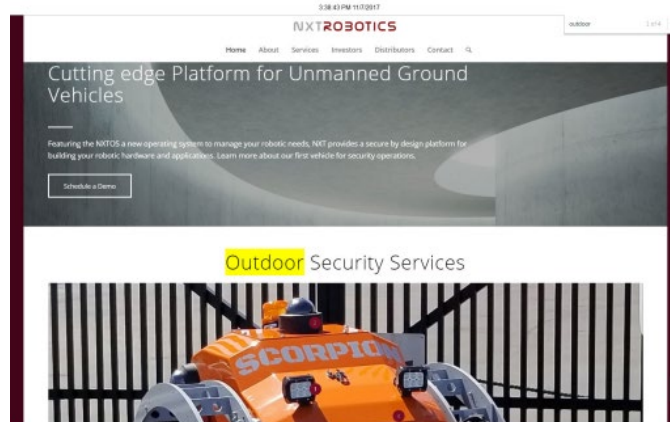 3:38:43 PM 11/7/2017
NXTROBOTICS
outdoor 1 of 4
Home About Services Investors Distributors Contact
Cutting edge Platform for Unmanned Ground
Vehicles
Featuring the NXTOS a new operating system to manage your robotic needs, NXT provides a secure by design platform for
building your robotic hardware and applications. Learn more about our first vehicle for security operations.
Schedule a Demo
Outdoor Security Services
SCORPION